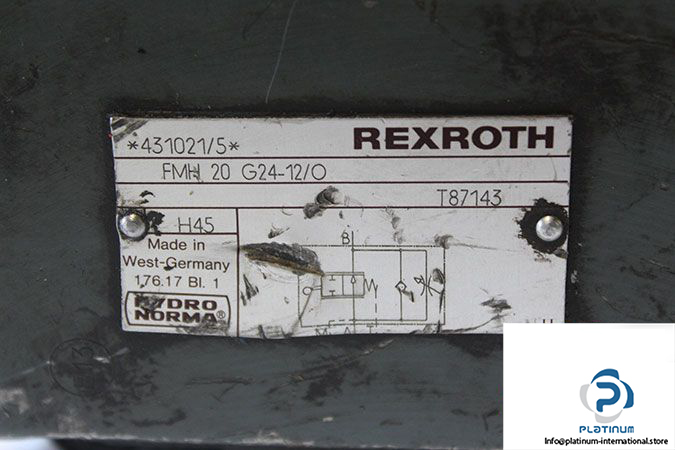 *431021/5*
REXROTH
FMH 20 G24-12/O
T87143
H45
Made in
West-Germany
176.17 Bl. 1
HYDRO
NORMA®
B
PLATINUM
Info@platinum-international.store